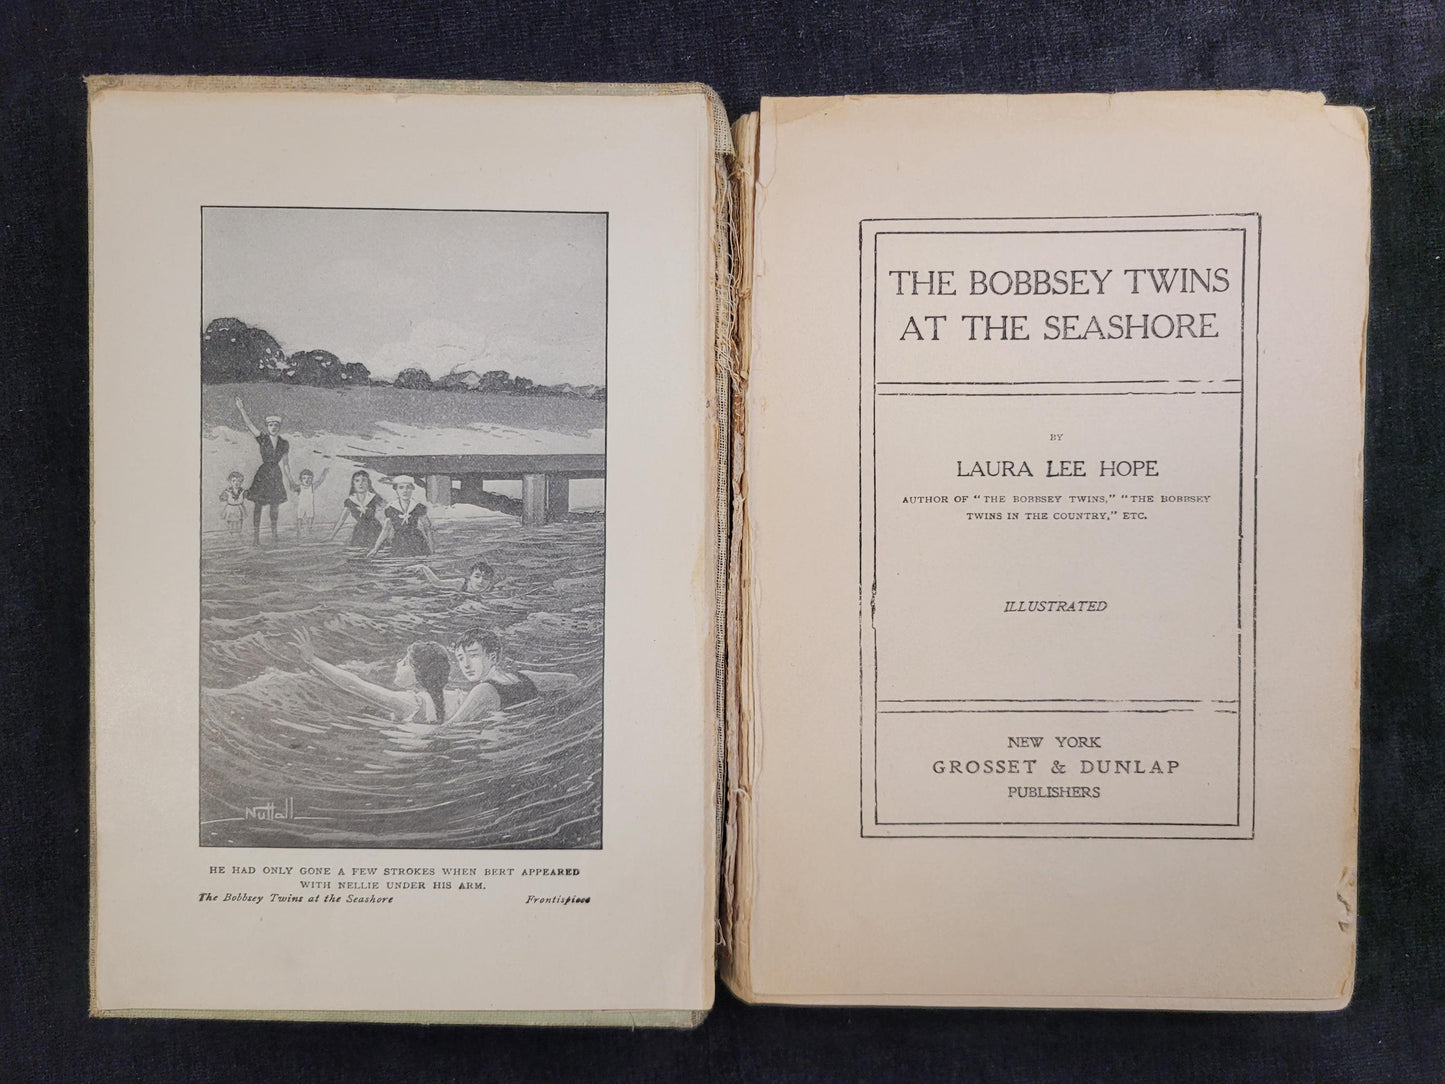 Nuttall
HE HAD ONLY GONE A FEW STROKES WHEN BERT APPEARED
WITH NELLIE UNDER HIS ARM.
The Bobbsey Twins at the Seashore Frontispiece
THE BOBBSEY TWINS
AT THE SEASHORE
BY
LAURA LEE HOPE
AUTHOR OF "THE BOBBSEY TWINS," "THE BOBBSEY
TWINS IN THE COUNTRY," ETC.
ILLUSTRATED
NEW YORK
GROSSET & DUNLAP
PUBLISHERS